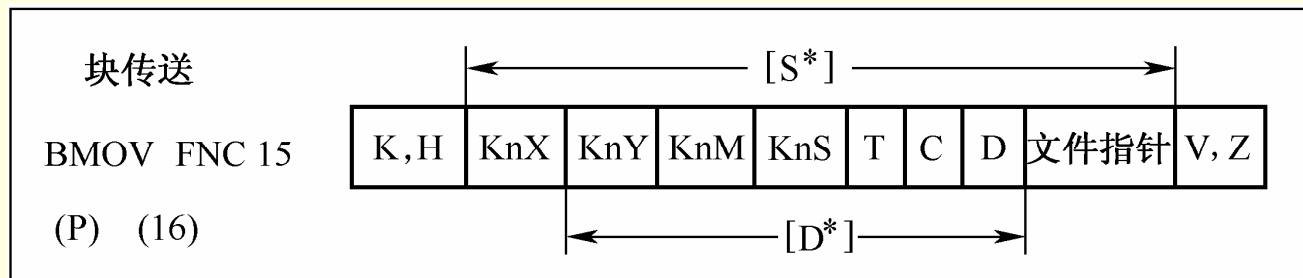 块传送
[S*]
BMOV FNC 15
K,H KnX KnY KnM KnS T C D 文件指针 V,Z
(P) (16)
[D*]